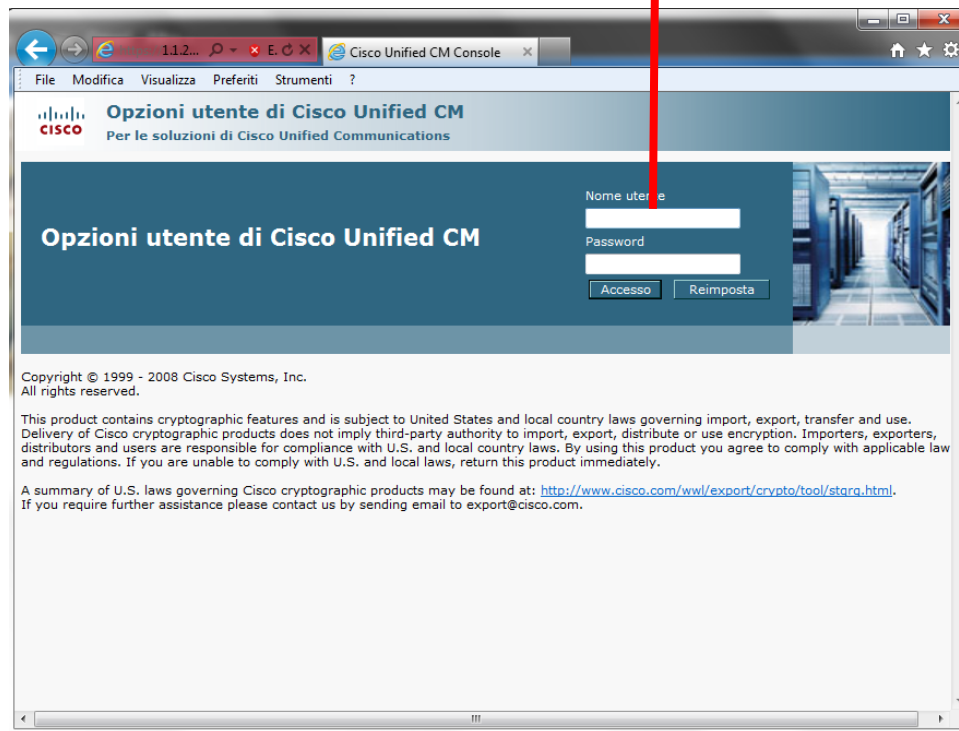 1.1.2... E. Cisco Unified CM Console
File Modifica Visualizza Preferiti Strumenti ?
CISCO
Opzioni utente di Cisco Unified CM
Per le soluzioni di Cisco Unified Communications
Opzioni utente di Cisco Unified CM
Nome utente
Password
Accesso Reimposta
Copyright © 1999 - 2008 Cisco Systems, Inc.
All rights reserved.
This product contains cryptographic features and is subject to United States and local country laws governing import, export, transfer and use.
Delivery of Cisco cryptographic products does not imply third-party authority to import, export, distribute or use encryption. Importers, exporters,
distributors and users are responsible for compliance with U.S. and local country laws. By using this product you agree to comply with applicable law
and regulations. If you are unable to comply with U.S. and local laws, return this product immediately.
A summary of U.S. laws governing Cisco cryptographic products may be found at: http://www.cisco.com/wwl/export/crypto/tool/stqrg.html.
If you require further assistance please contact us by sending email to export@cisco.com.